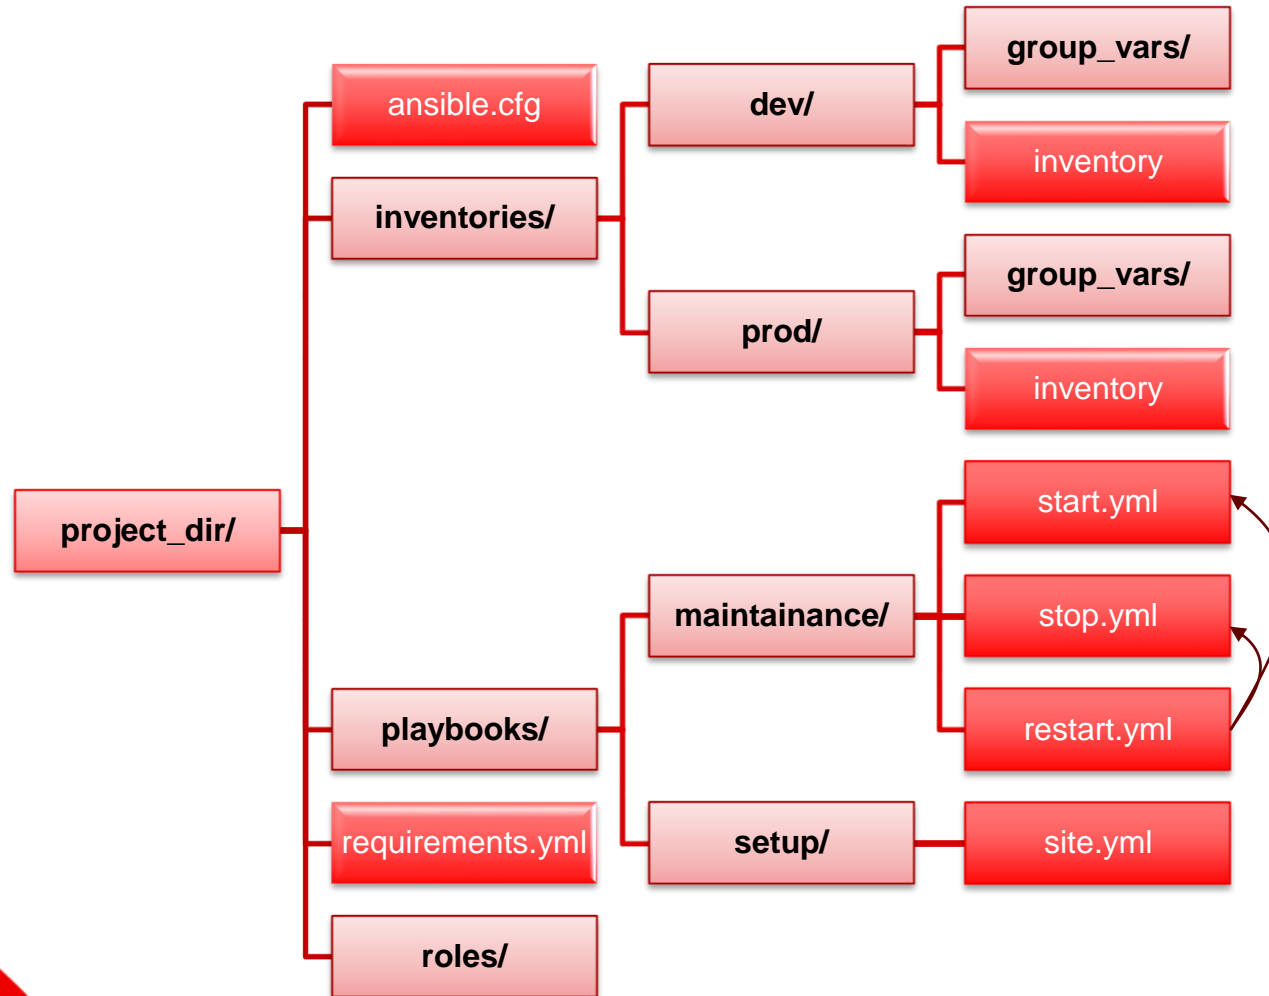 project_dir/
ansible.cfg
inventories/
dev/
group_vars/
inventory
prod/
group_vars/
inventory
playbooks/
maintainance/
start.yml
stop.yml
restart.yml
setup/
site.yml
requirements.yml
roles/